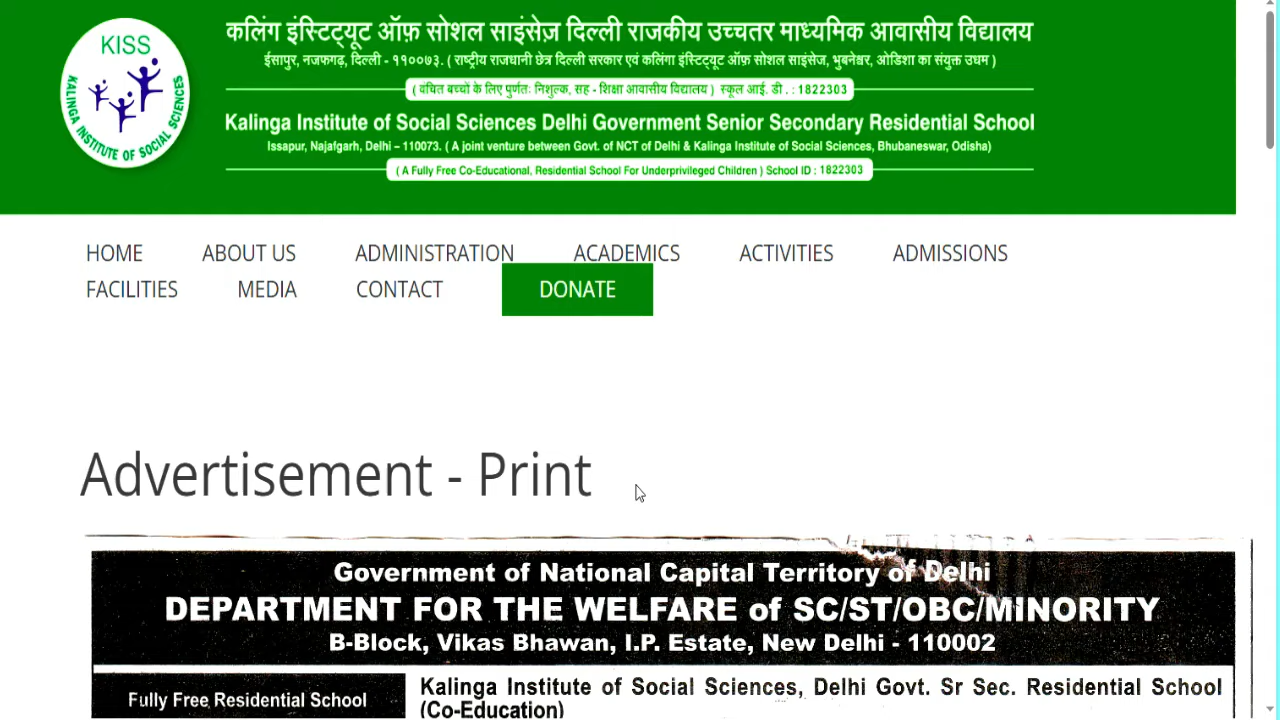 KISS
KALINGA INSTITUTE OF SOCIAL SCIENCES
कलिंग इंस्टिट्यूट ऑफ़ सोशल साइंसेज़ दिल्ली राजकीय उच्चतर माध्यमिक आवासीय विद्यालय
ईसापुर, नजफगढ़, दिल्ली - ११००७३. ( राष्ट्रीय राजधानी छेत्र दिल्ली सरकार एवं कलिंगा इंस्टिट्यूट ऑफ़ सोशल साइंसेज, भुबनेश्वर, ओडिशा का संयुक्त उधम )
( वंचित बच्चों के लिए पुर्णतः निशुल्क, सह - शिक्षा आवासीय विद्यालय ) स्कूल आई. डी . : 1822303
Kalinga Institute of Social Sciences Delhi Government Senior Secondary Residential School
Issapur, Najafgarh, Delhi – 110073. ( A joint venture between Govt. of NCT of Delhi & Kalinga Institute of Social Sciences, Bhubaneswar, Odisha)
( A Fully Free Co-Educational, Residential School For Underprivileged Children ) School ID : 1822303
HOME ABOUT US ADMINISTRATION ACADEMICS ACTIVITIES ADMISSIONS
FACILITIES MEDIA CONTACT DONATE
Advertisement - Print
Government of National Capital Territory of Delhi
DEPARTMENT FOR THE WELFARE of SC/ST/OBC/MINORITY
B-Block, Vikas Bhawan, I.P. Estate, New Delhi - 110002
Fully Free Residential School
Kalinga Institute of Social Sciences, Delhi Govt. Sr Sec. Residential School
(Co-Education)